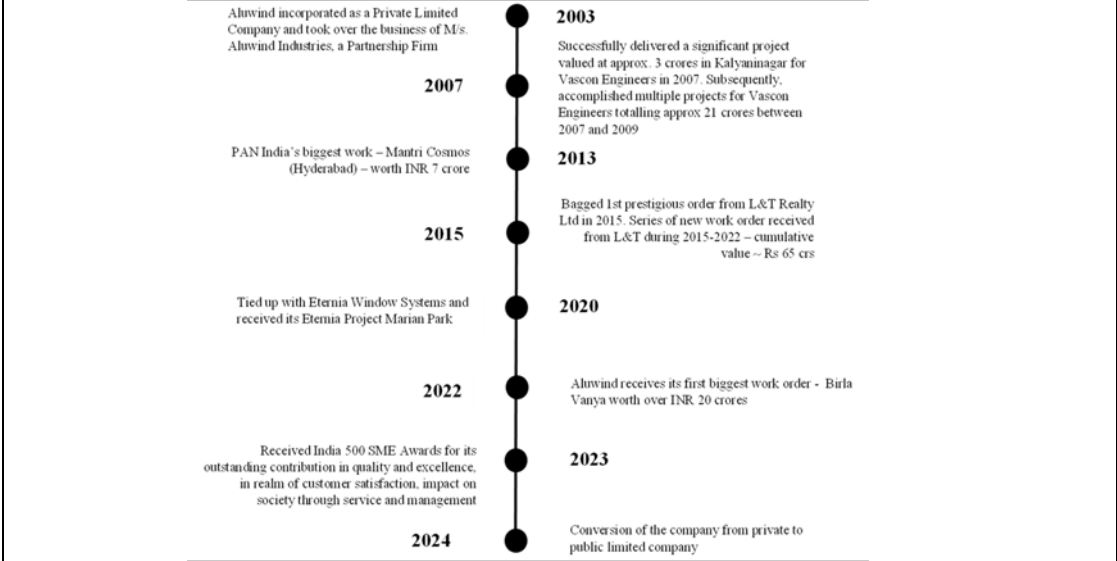 Aluwind incorporated as a Private Limited
Company and took over the business of M/s.
Aluwind Industries, a Partnership Firm
2003
2007
Successfully delivered a significant project
valued at approx. 3 crores in Kalyaninagar for
Vascon Engineers in 2007. Subsequently,
accomplished multiple projects for Vascon
Engineers totalling approx 21 crores between
2007 and 2009
PAN India's biggest work – Mantri Cosmos
(Hyderabad) – worth INR 7 crore
2013
2015
Bagged 1st prestigious order from L&T Realty
Ltd in 2015. Series of new work order received
from L&T during 2015-2022 – cumulative
value ~ Rs 65 crs
Tied up with Eternia Window Systems and
received its Eternia Project Marian Park
2020
2022
Aluwind receives its first biggest work order - Birla
Vanya worth over INR 20 crores
Received India 500 SME Awards for its
outstanding contribution in quality and excellence,
in realm of customer satisfaction, impact on
society through service and management
2023
2024
Conversion of the company from private to
public limited company